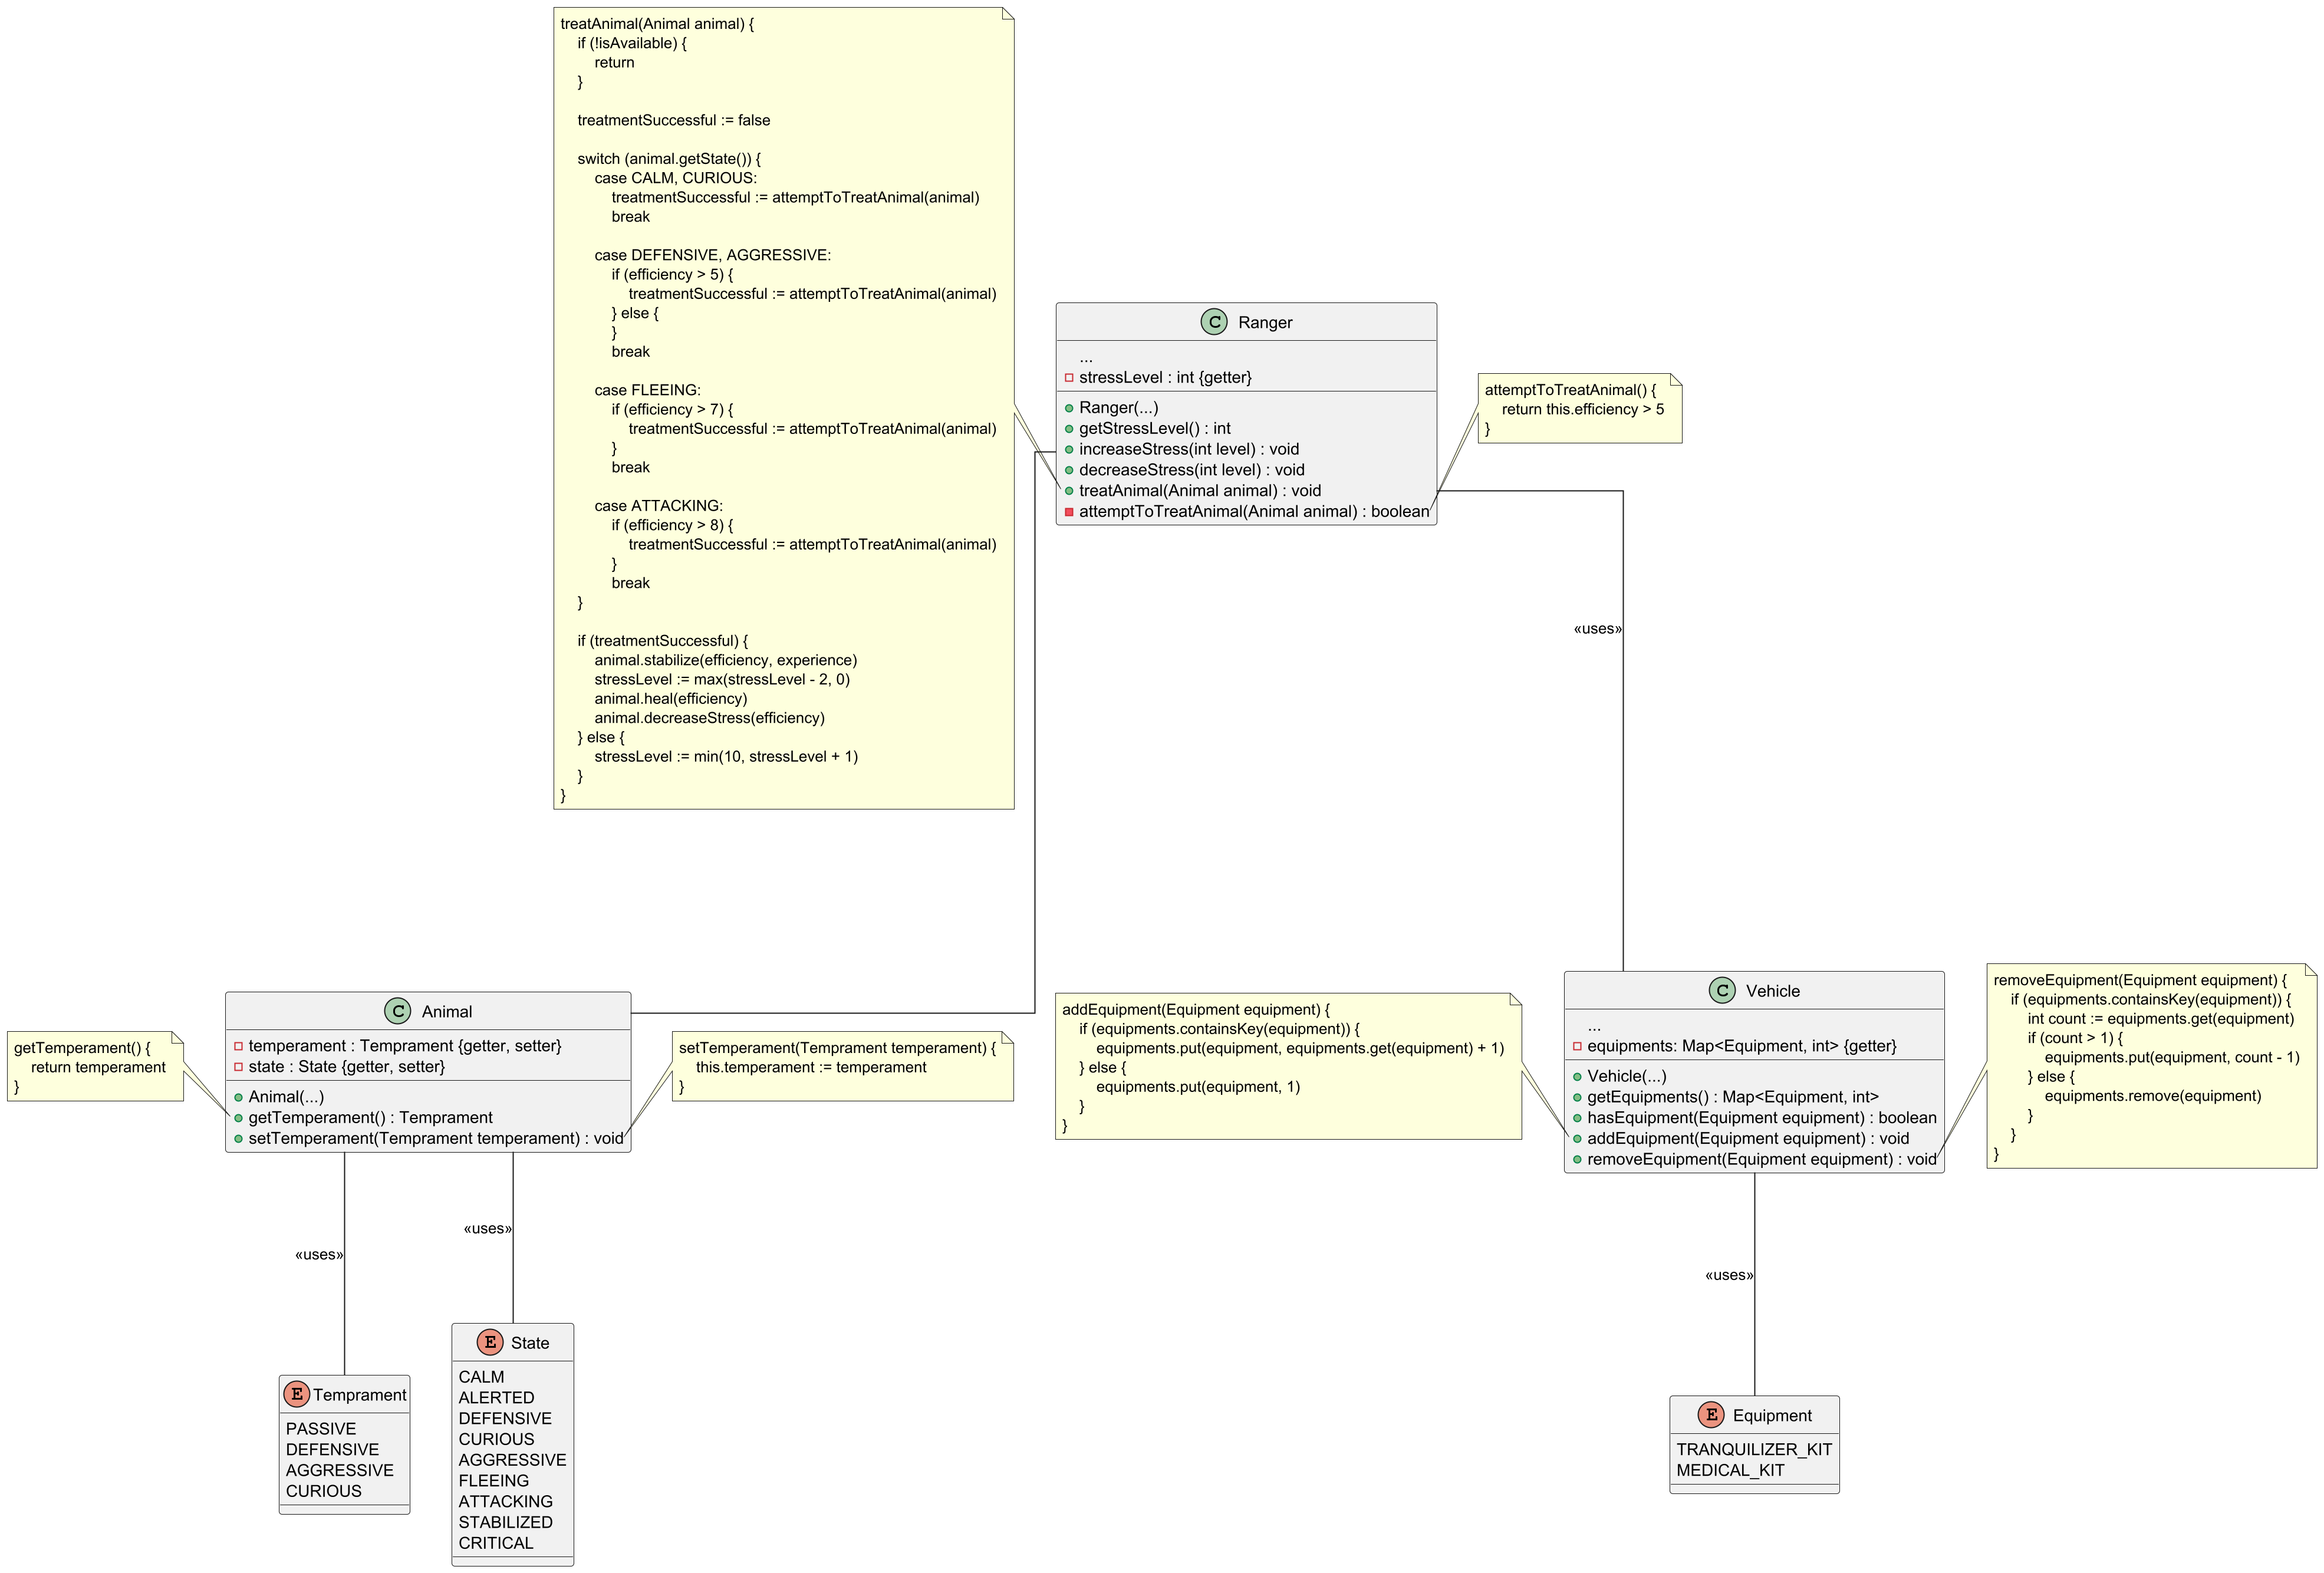 treatAnimal(Animal animal) {
if (!isAvailable) {
return
}
treatmentSuccessful := false
switch (animal.getState()) {
case CALM, CURIOUS:
treatmentSuccessful := attemptToTreatAnimal(animal)
break
case DEFENSIVE, AGGRESSIVE:
if (efficiency > 5) {
treatmentSuccessful := attemptToTreatAnimal(animal)
} else {
}
break
case FLEEING:
if (efficiency > 7) {
treatmentSuccessful := attemptToTreatAnimal(animal)
}
break
case ATTACKING:
if (efficiency > 8) {
treatmentSuccessful := attemptToTreatAnimal(animal)
}
break
}
if (treatmentSuccessful) {
animal.stabilize(efficiency, experience)
stressLevel := max(stressLevel - 2, 0)
animal.heal(efficiency)
animal.decreaseStress(efficiency)
} else {
stressLevel := min(10, stressLevel + 1)
}
}
C Ranger
...
stressLevel : int {getter}
Ranger(...)
getStressLevel() : int
increaseStress(int level) : void
decreaseStress(int level) : void
treatAnimal(Animal animal) : void
attemptToTreatAnimal(Animal animal) : boolean
attemptToTreatAnimal() {
return this.efficiency > 5
}
«uses»
getTemperament() {
return temperament
}
C Animal
temperament : Temprament {getter, setter}
state : State {getter, setter}
Animal(...)
getTemperament() : Temprament
setTemperament(Temprament temperament) : void
setTemperament(Temprament temperament) {
this.temperament := temperament
}
addEquipment(Equipment equipment) {
if (equipments.containsKey(equipment)) {
equipments.put(equipment, equipments.get(equipment) + 1)
} else {
equipments.put(equipment, 1)
}
}
C Vehicle
...
equipments: Map<Equipment, int> {getter}
Vehicle(...)
getEquipments() : Map<Equipment, int>
hasEquipment(Equipment equipment) : boolean
addEquipment(Equipment equipment) : void
removeEquipment(Equipment equipment) : void
removeEquipment(Equipment equipment) {
if (equipments.containsKey(equipment)) {
int count := equipments.get(equipment)
if (count > 1) {
equipments.put(equipment, count - 1)
} else {
equipments.remove(equipment)
}
}
}
«uses»
«uses»
«uses»
E Temprament
PASSIVE
DEFENSIVE
AGGRESSIVE
CURIOUS
E State
CALM
ALERTED
DEFENSIVE
CURIOUS
AGGRESSIVE
FLEEING
ATTACKING
STABILIZED
CRITICAL
E Equipment
TRANQUILIZER_KIT
MEDICAL_KIT